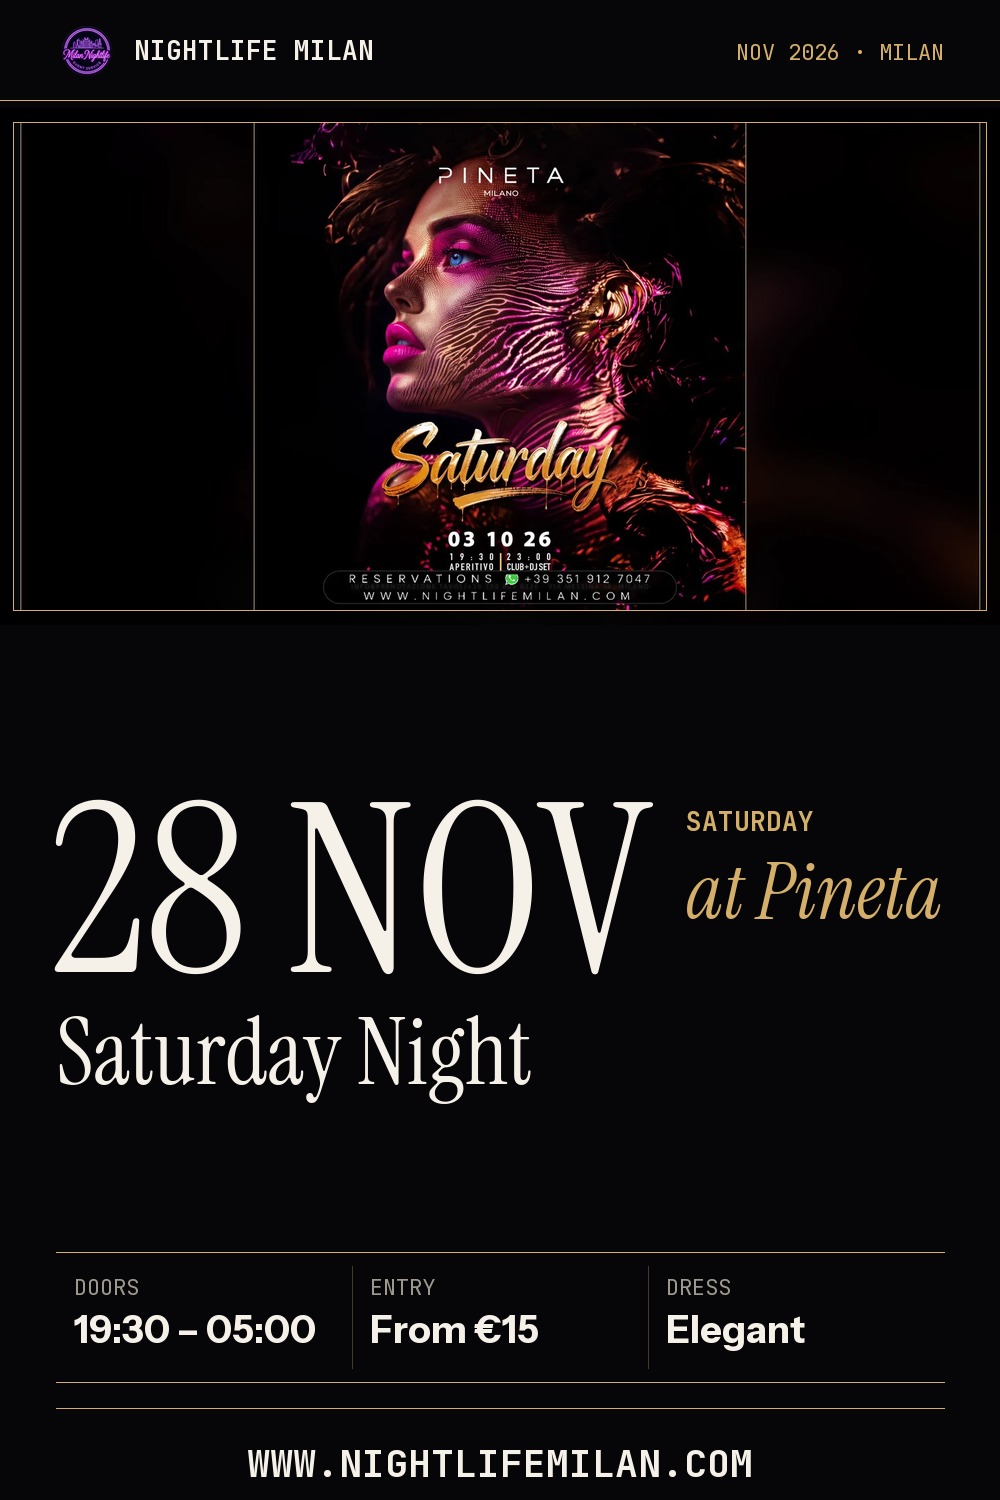 Milan Nightlife
NIGHTLIFE MILAN
NOV 2026 · MILAN
PINETA
MILANO
Saturday
03 10 26
19:30 | 23:00
APERITIVO | CLUB+DJSET
RESERVATIONS +39 351 912 7047
WWW.NIGHTLIFEMILAN.COM
28 NOV
SATURDAY
at Pineta
Saturday Night
DOORS
19:30 – 05:00
ENTRY
From €15
DRESS
Elegant
WWW.NIGHTLIFEMILAN.COM